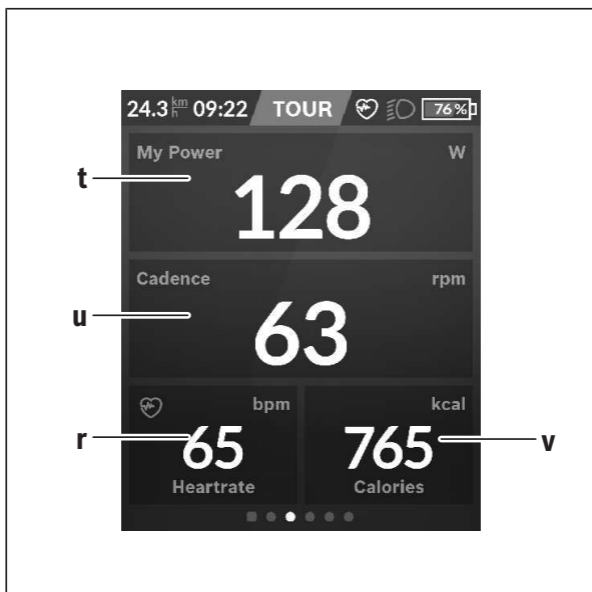 24.3 km/h 09:22 TOUR 76 %
My Power W
t
128
Cadence rpm
u
63
bpm kcal
r 65 765 v
Heartrate Calories